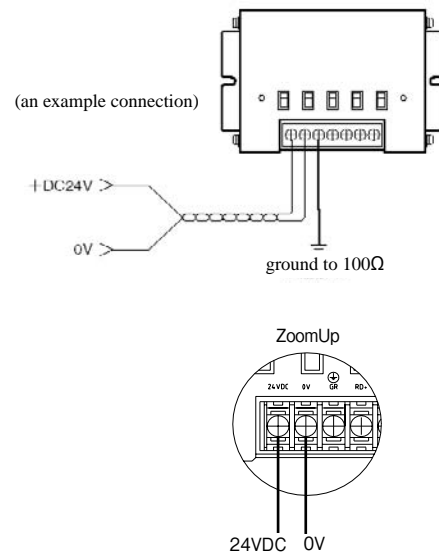 (an example connection)
+DC24V
0V
ground to 100Ω
ZoomUp
24VDC 0V GR RD+
24VDC 0V